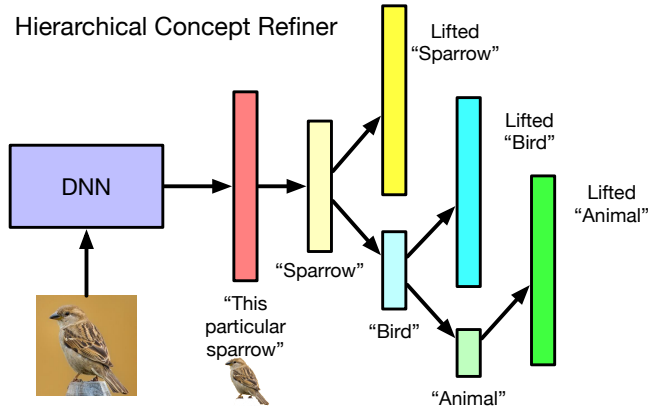 Hierarchical Concept Refiner
Lifted
“Sparrow”
Lifted
“Bird”
DNN
Lifted
“Animal”
“Sparrow”
“This
particular
sparrow”
“Bird”
“Animal”